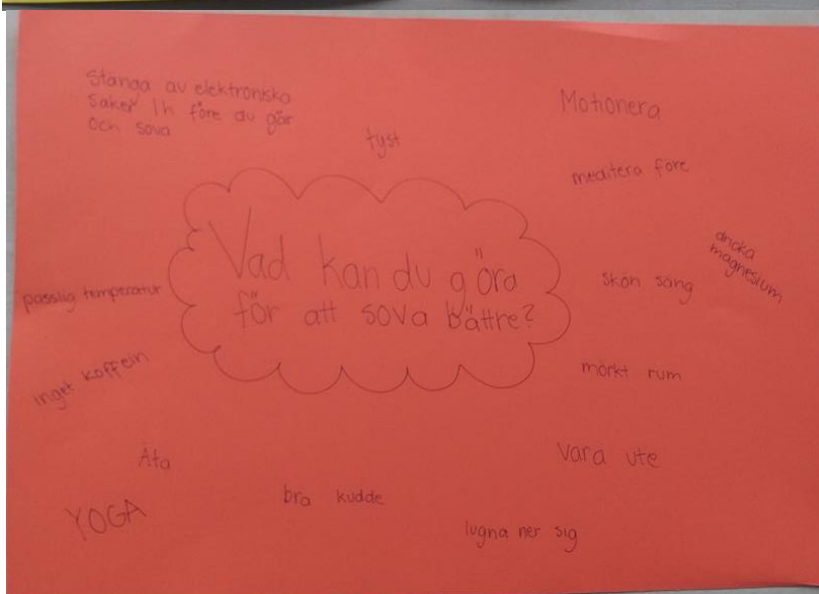 Stänga av elektroniska
saker 1h före du går
och sova
tyst
Motionera
meditera före
dricka
magnesium
Vad kan du göra
för att sova bättre?
skön säng
passlig temperatur
mörkt rum
inget koffein
Äta
vara ute
YOGA
bra kudde
lugna ner sig